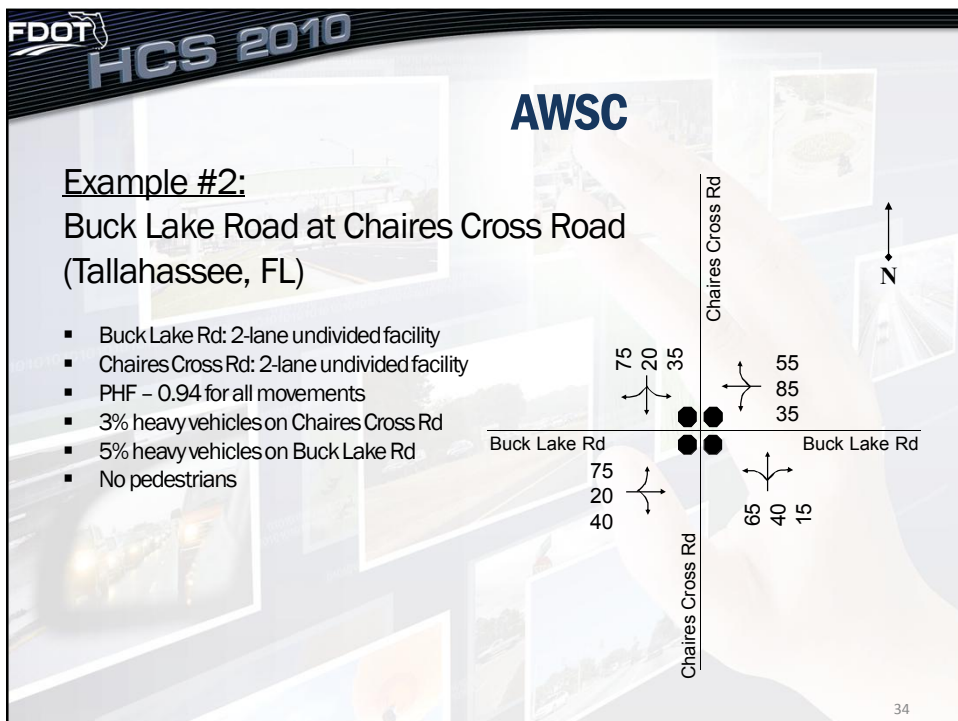 FDOT
HCS 2010
AWSC
Example #2:
Buck Lake Road at Chaires Cross Road
(Tallahassee, FL)
▪ Buck Lake Rd: 2-lane undivided facility
▪ Chaires Cross Rd: 2-lane undivided facility
▪ PHF – 0.94 for all movements
▪ 3% heavy vehicles on Chaires Cross Rd
▪ 5% heavy vehicles on Buck Lake Rd
▪ No pedestrians
Chaires Cross Rd
N
75
20
35
55
85
35
Buck Lake Rd
Buck Lake Rd
75
20
40
65
40
15
Chaires Cross Rd
34